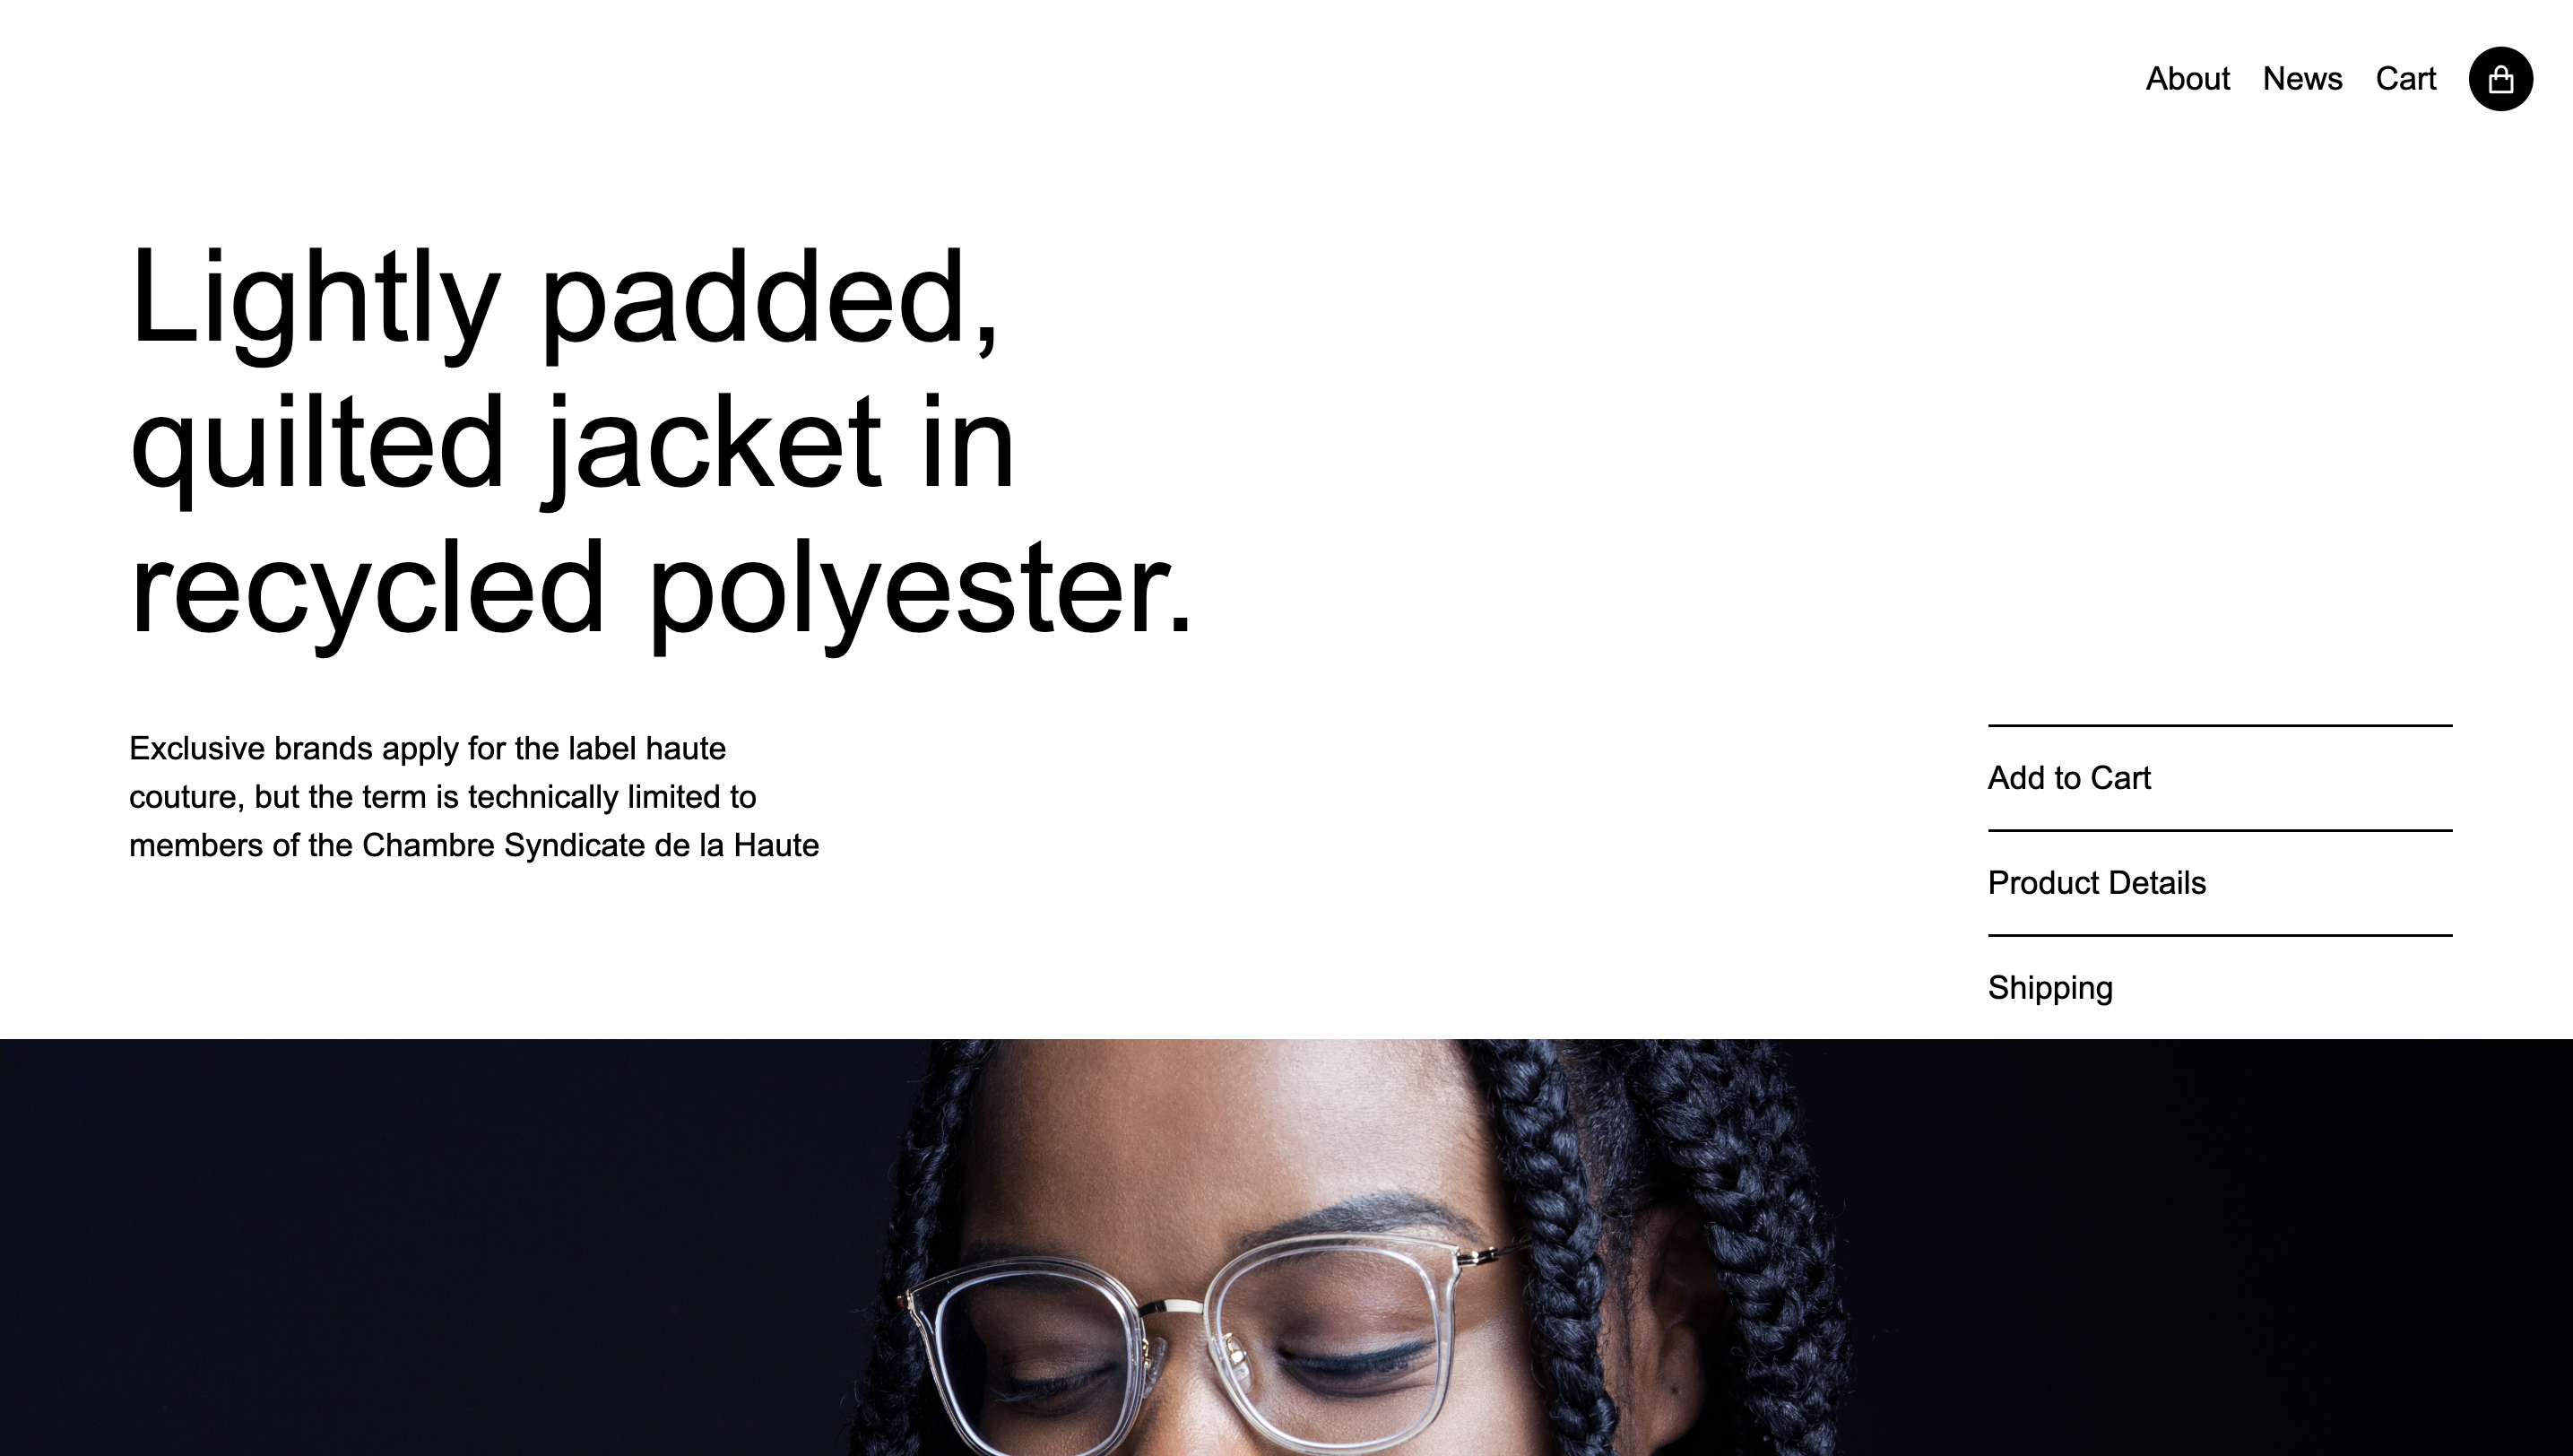 About News Cart
Lightly padded,
quilted jacket in
recycled polyester.
Exclusive brands apply for the label haute
couture, but the term is technically limited to
members of the Chambre Syndicate de la Haute
Add to Cart
Product Details
Shipping